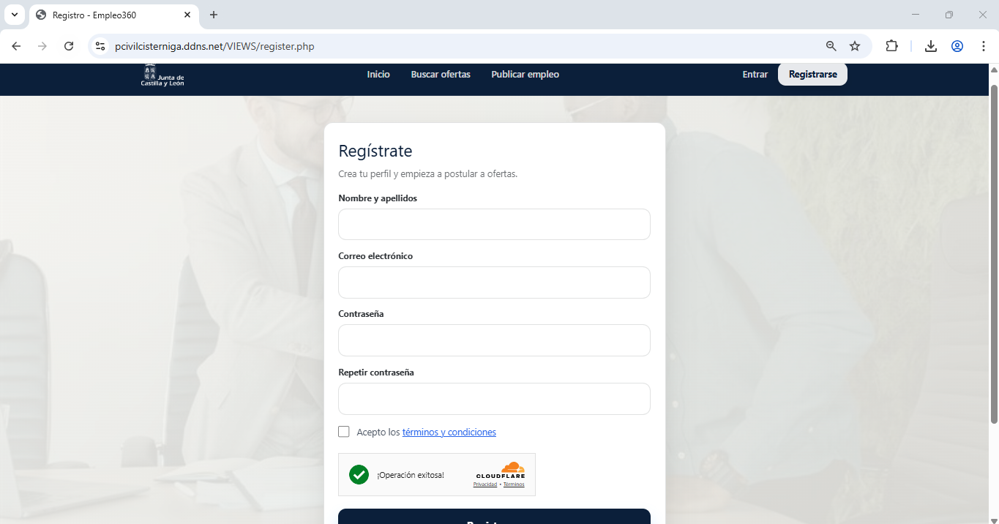 Registro - Empleo360
pcivilcisterniga.ddns.net/VIEWS/register.php
Junta de
Castilla y León
Inicio
Buscar ofertas
Publicar empleo
Entrar
Registrarse
Regístrate
Crea tu perfil y empieza a postular a ofertas.
Nombre y apellidos
Correo electrónico
Contraseña
Repetir contraseña
Acepto los términos y condiciones
¡Operación exitosa!
CLOUDFLARE
Privacidad • Términos